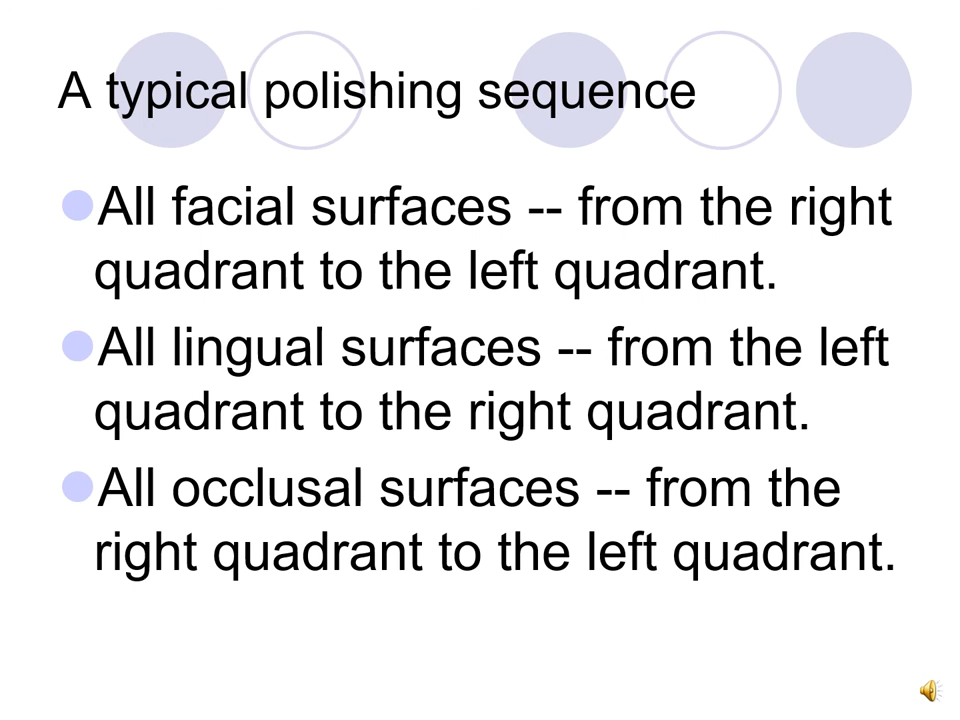 A typical polishing sequence
All facial surfaces -- from the right
quadrant to the left quadrant.
All lingual surfaces -- from the left
quadrant to the right quadrant.
All occlusal surfaces -- from the
right quadrant to the left quadrant.